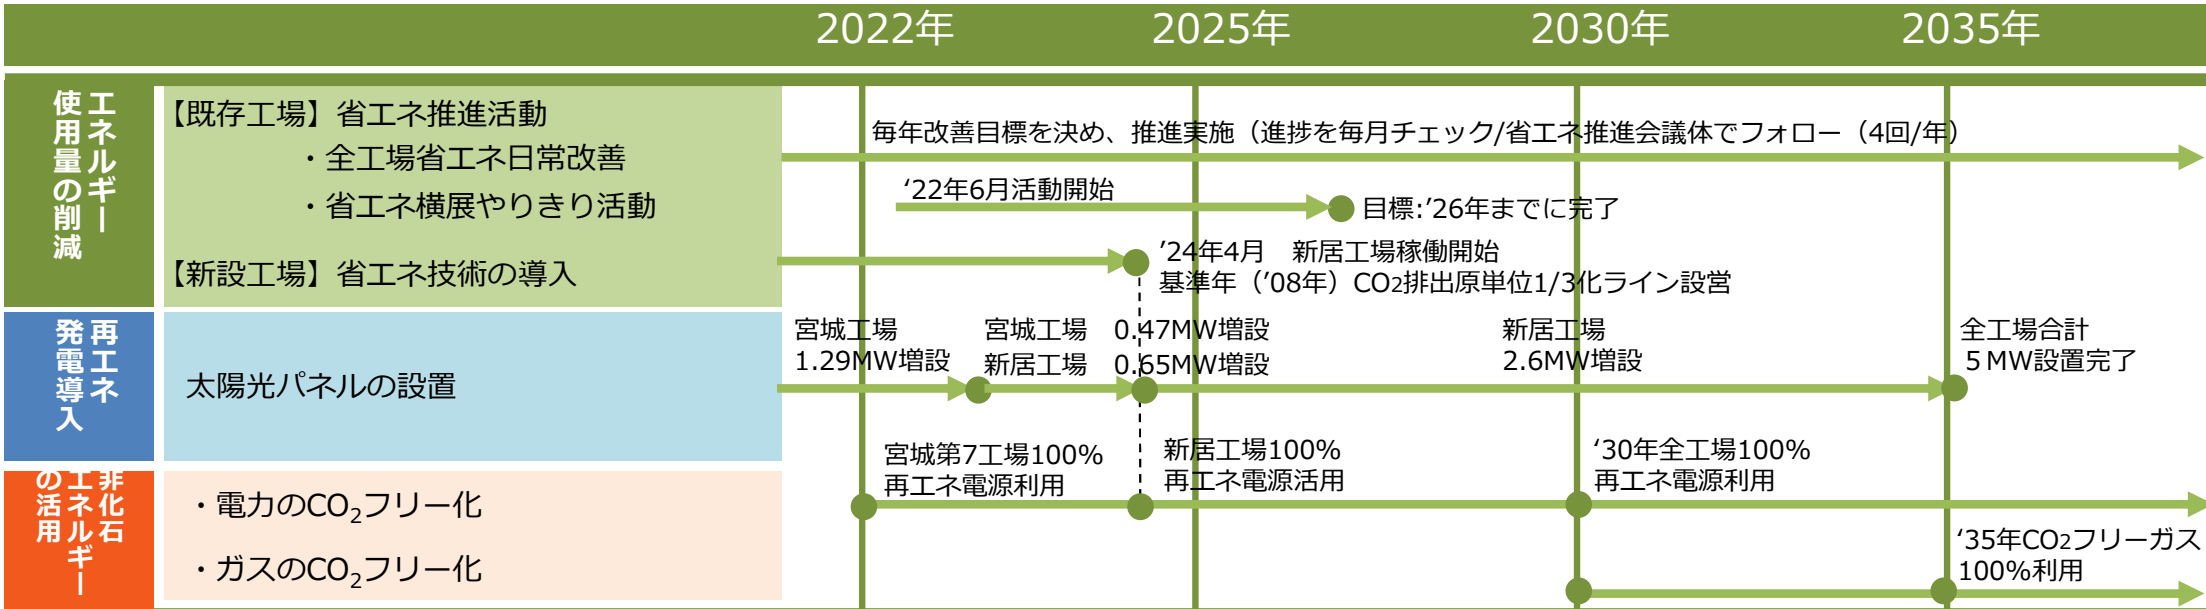 2022年 2025年 2030年 2035年
エネルギー
使用量の削減
【既存工場】省エネ推進活動
・全工場省エネ日常改善
・省エネ横展やりきり活動
【新設工場】省エネ技術の導入
毎年改善目標を決め、推進実施（進捗を毎月チェック/省エネ推進会議体でフォロー（4回/年）
‘22年6月活動開始
目標:’26年までに完了
’24年4月　新居工場稼働開始
基準年（’08年）CO2排出原単位1/3化ライン設営
再エネ
発電導入
太陽光パネルの設置
宮城工場
1.29MW増設
宮城工場　0.47MW増設
新居工場　0.65MW増設
新居工場
2.6MW増設
全工場合計
５MW設置完了
非化石
エネルギー
の活用
・電力のCO₂フリー化
・ガスのCO₂フリー化
宮城第7工場100%
再エネ電源利用
新居工場100%
再エネ電源活用
‘30年全工場100%
再エネ電源利用
‘35年CO2フリーガス
100%利用